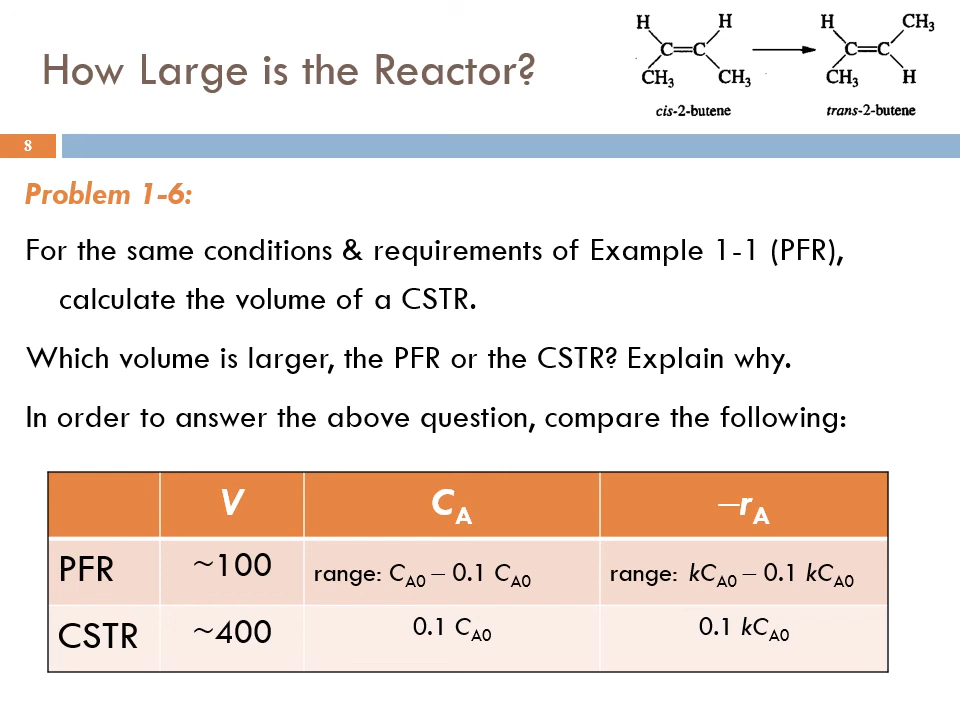 How Large is the Reactor?
H H H CH₃
C=C C=C
CH₃ CH₃ CH₃ H
cis-2-butene trans-2-butene
8
Problem 1-6:
For the same conditions & requirements of Example 1-1 (PFR),
calculate the volume of a CSTR.
Which volume is larger, the PFR or the CSTR? Explain why.
In order to answer the above question, compare the following:
V C_A –r_A
PFR ~100 range: C_A0 – 0.1 C_A0 range: kC_A0 – 0.1 kC_A0
CSTR ~400 0.1 C_A0 0.1 kC_A0